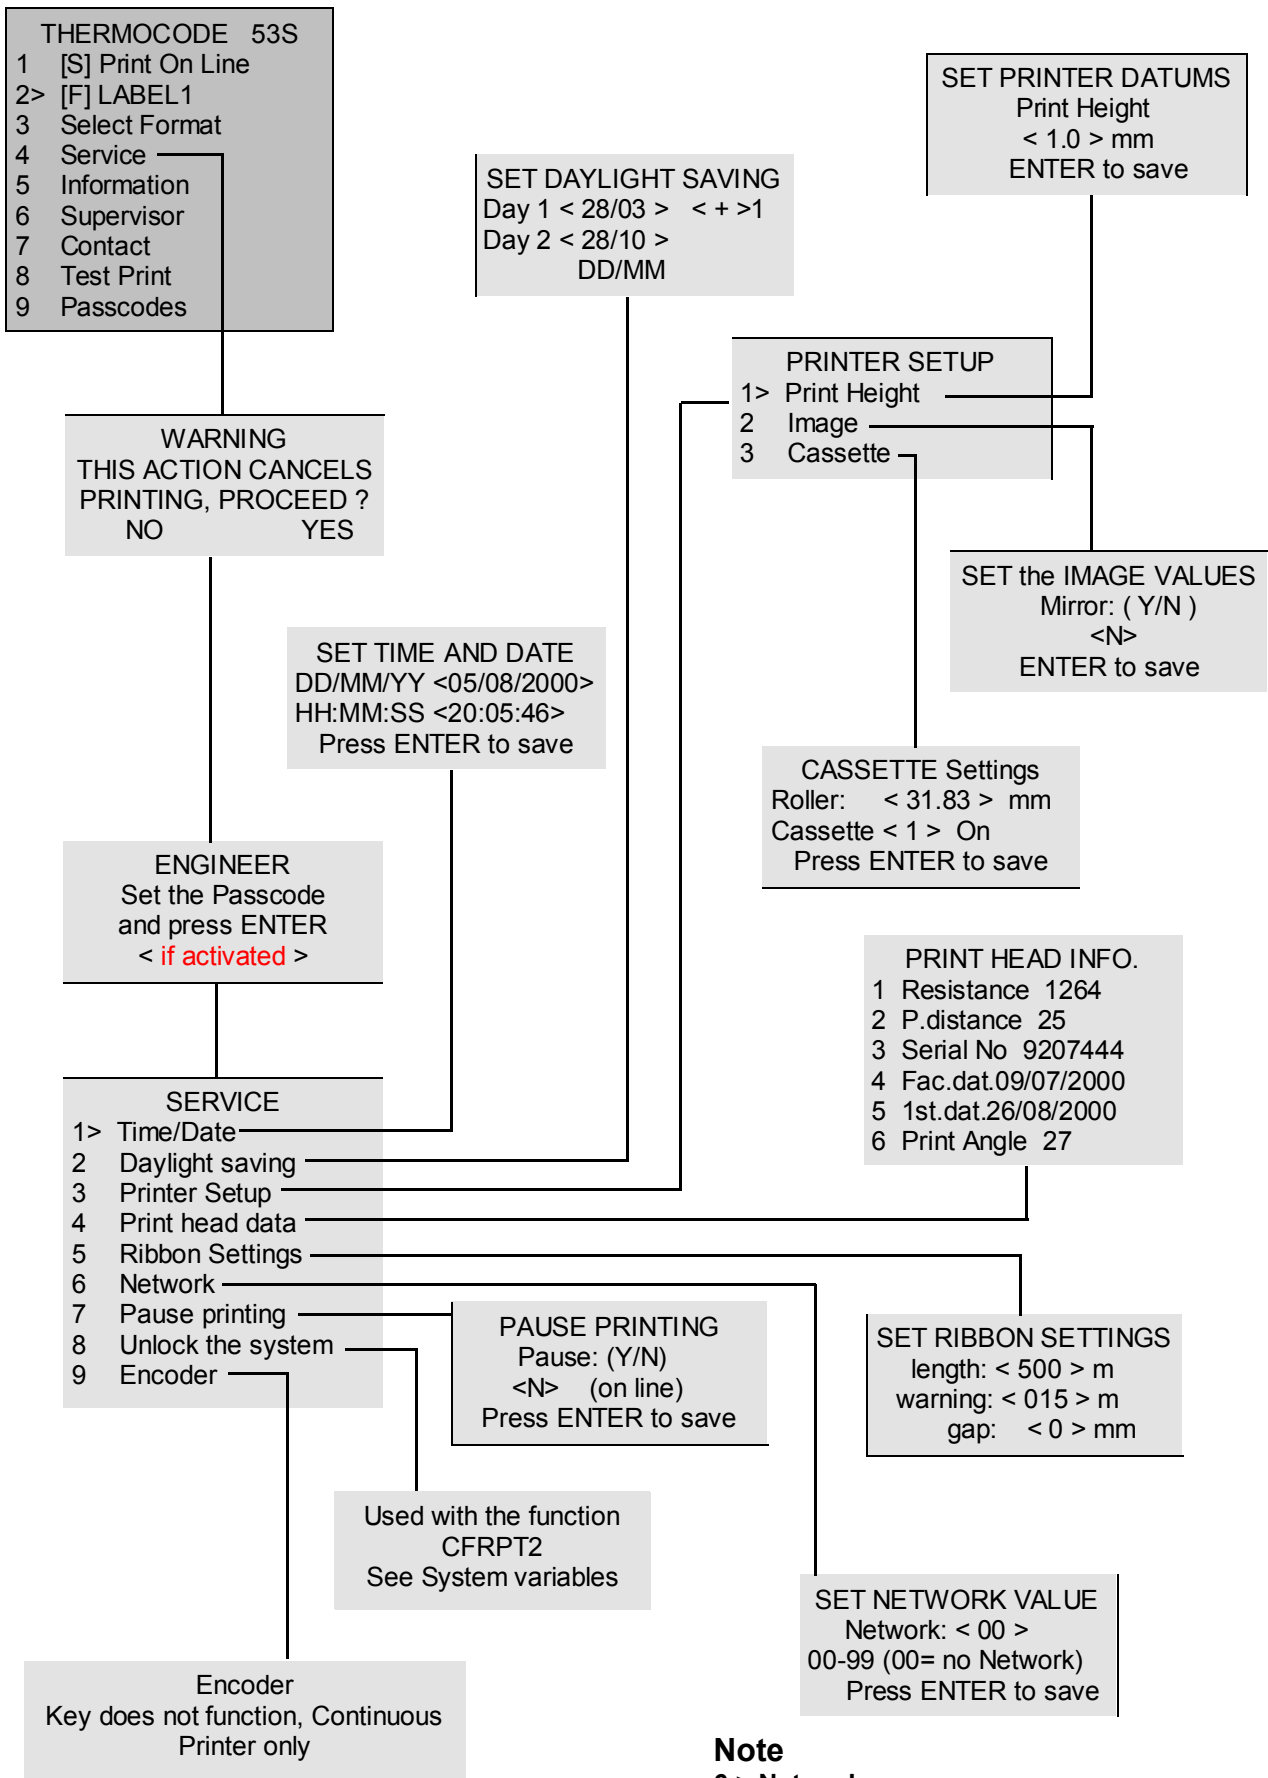 THERMOCODE 53S
1 [S] Print On Line
2> [F] LABEL1
3 Select Format
4 Service
5 Information
6 Supervisor
7 Contact
8 Test Print
9 Passcodes
SET PRINTER DATUMS
Print Height
< 1.0 > mm
ENTER to save
SET DAYLIGHT SAVING
Day 1 < 28/03 > < + >1
Day 2 < 28/10 >
DD/MM
PRINTER SETUP
1> Print Height
2 Image
3 Cassette
WARNING
THIS ACTION CANCELS
PRINTING, PROCEED ?
NO YES
SET the IMAGE VALUES
Mirror: ( Y/N )
<N>
ENTER to save
SET TIME AND DATE
DD/MM/YY <05/08/2000>
HH:MM:SS <20:05:46>
Press ENTER to save
CASSETTE Settings
Roller: < 31.83 > mm
Cassette < 1 > On
Press ENTER to save
ENGINEER
Set the Passcode
and press ENTER
< if activated >
PRINT HEAD INFO.
1 Resistance 1264
2 P.distance 25
3 Serial No 9207444
4 Fac.dat.09/07/2000
5 1st.dat.26/08/2000
6 Print Angle 27
SERVICE
1> Time/Date
2 Daylight saving
3 Printer Setup
4 Print head data
5 Ribbon Settings
6 Network
7 Pause printing
8 Unlock the system
9 Encoder
PAUSE PRINTING
Pause: (Y/N)
<N> (on line)
Press ENTER to save
SET RIBBON SETTINGS
length: < 500 > m
warning: < 015 > m
gap: < 0 > mm
Used with the function
CFRPT2
See System variables
SET NETWORK VALUE
Network: < 00 >
00-99 (00= no Network)
Press ENTER to save
Encoder
Key does not function, Continuous
Printer only
Note